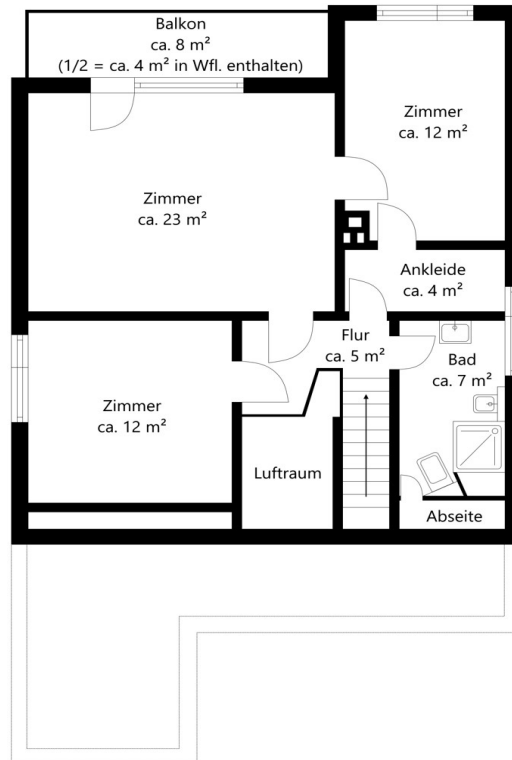 Balkon
ca. 8 m²
(1/2 = ca. 4 m² in Wfl. enthalten)
Zimmer
ca. 12 m²
Zimmer
ca. 23 m²
Ankleide
ca. 4 m²
Flur
ca. 5 m²
Bad
ca. 7 m²
Zimmer
ca. 12 m²
Luftraum
Abseite